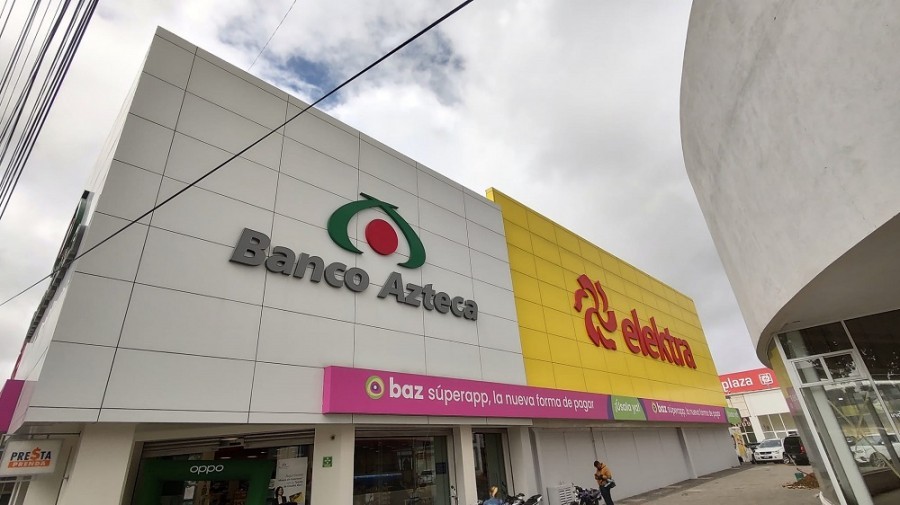 Banco Azteca
elektra
baz súperapp, la nueva forma de pagar
¡Úsala ya!
baz súperapp, la nueva forma de pagar
plaza
PRESTA
PRENDA
oppo